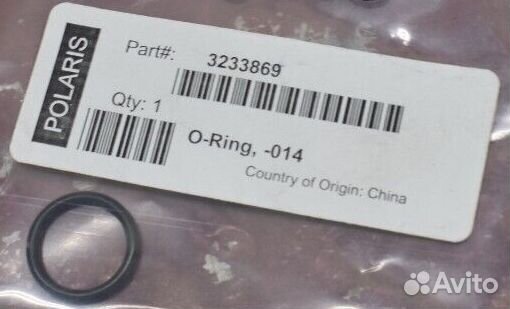 POLARIS
Part#: 3233869
Qty: 1
O-Ring, -014
Country of Origin: China
Avito